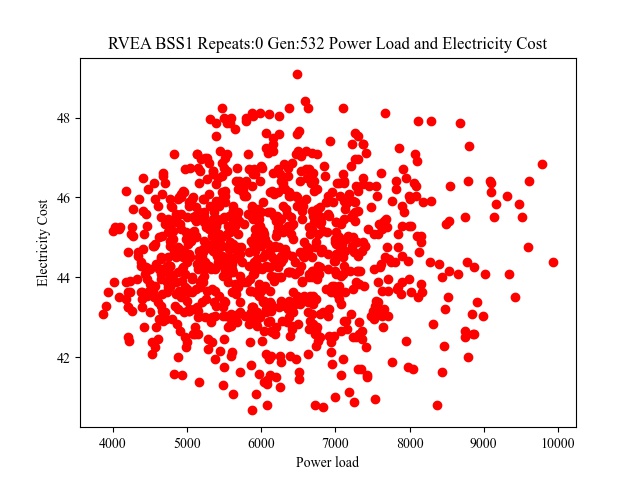 RVEA BSS1 Repeats:0 Gen:532 Power Load and Electricity Cost
48
46
44
42
Electricity Cost
4000 5000 6000 7000 8000 9000 10000
Power load